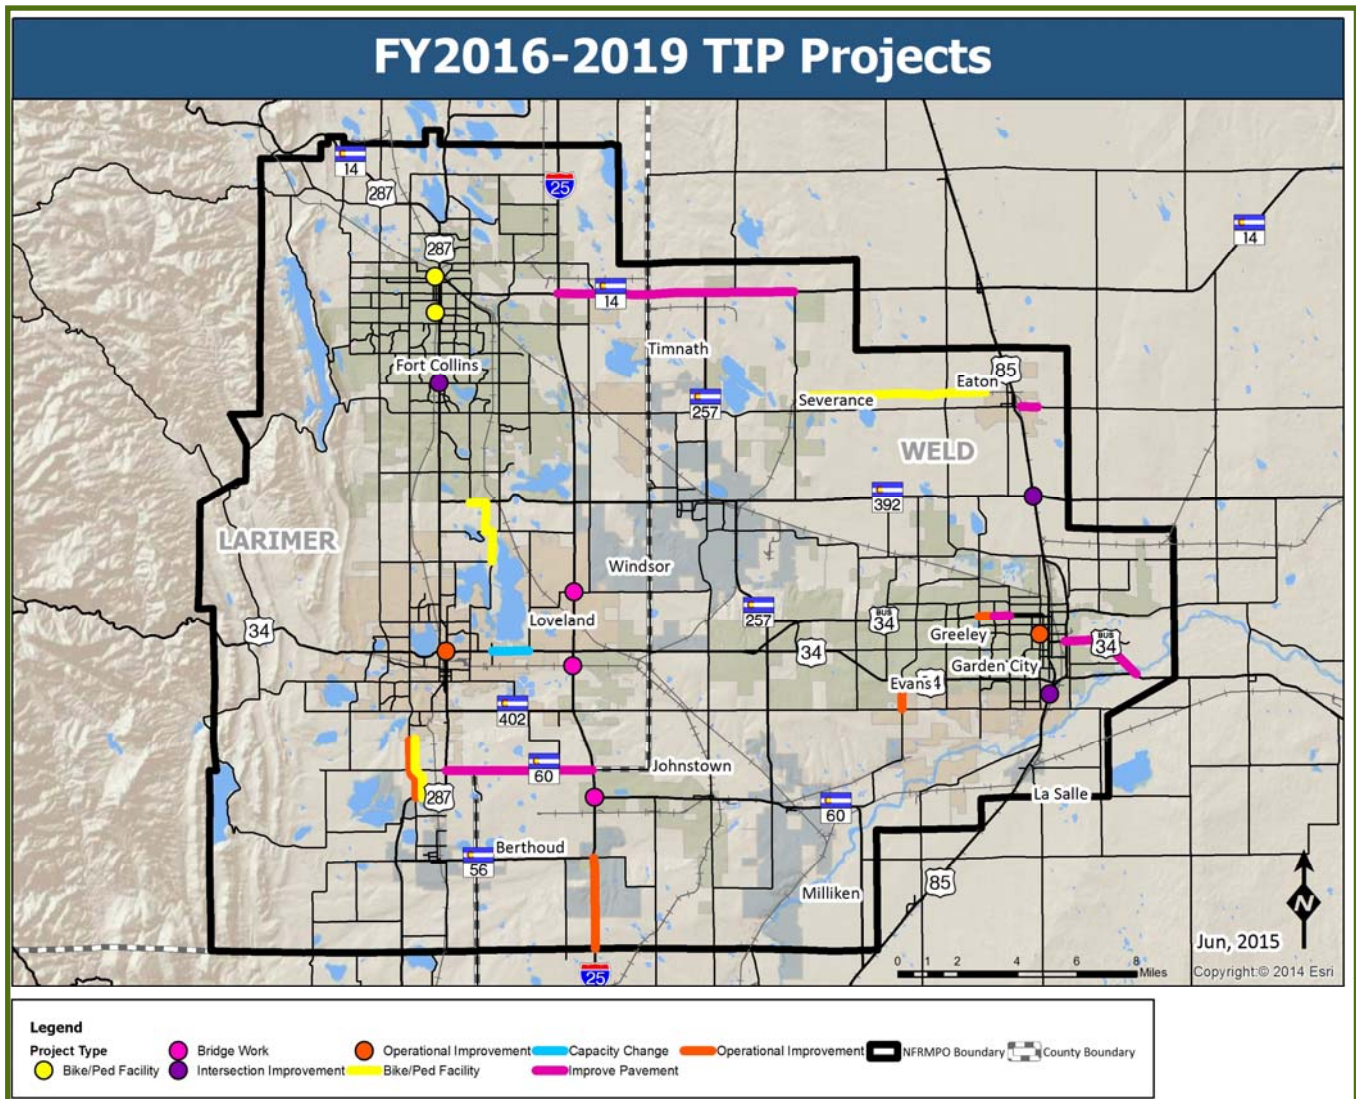 FY2016-2019 TIP Projects
14
287
25
287
14
14
Timnath
Fort Collins
85
Eaton
257
Severance
WELD
392
LARIMER
Windsor
257
BUS
34
34
Loveland
Greeley
BUS
34
34
Garden City
Evans
4
402
60
Johnstown
287
60
La Salle
Berthoud
56
85
Milliken
N
Jun, 2015
25
0 1 2 4 6 8
Miles
Copyright:© 2014 Esri
Legend
Project Type
Bridge Work
Operational Improvement
Capacity Change
Operational Improvement
NFRMPO Boundary
County Boundary
Bike/Ped Facility
Intersection Improvement
Bike/Ped Facility
Improve Pavement